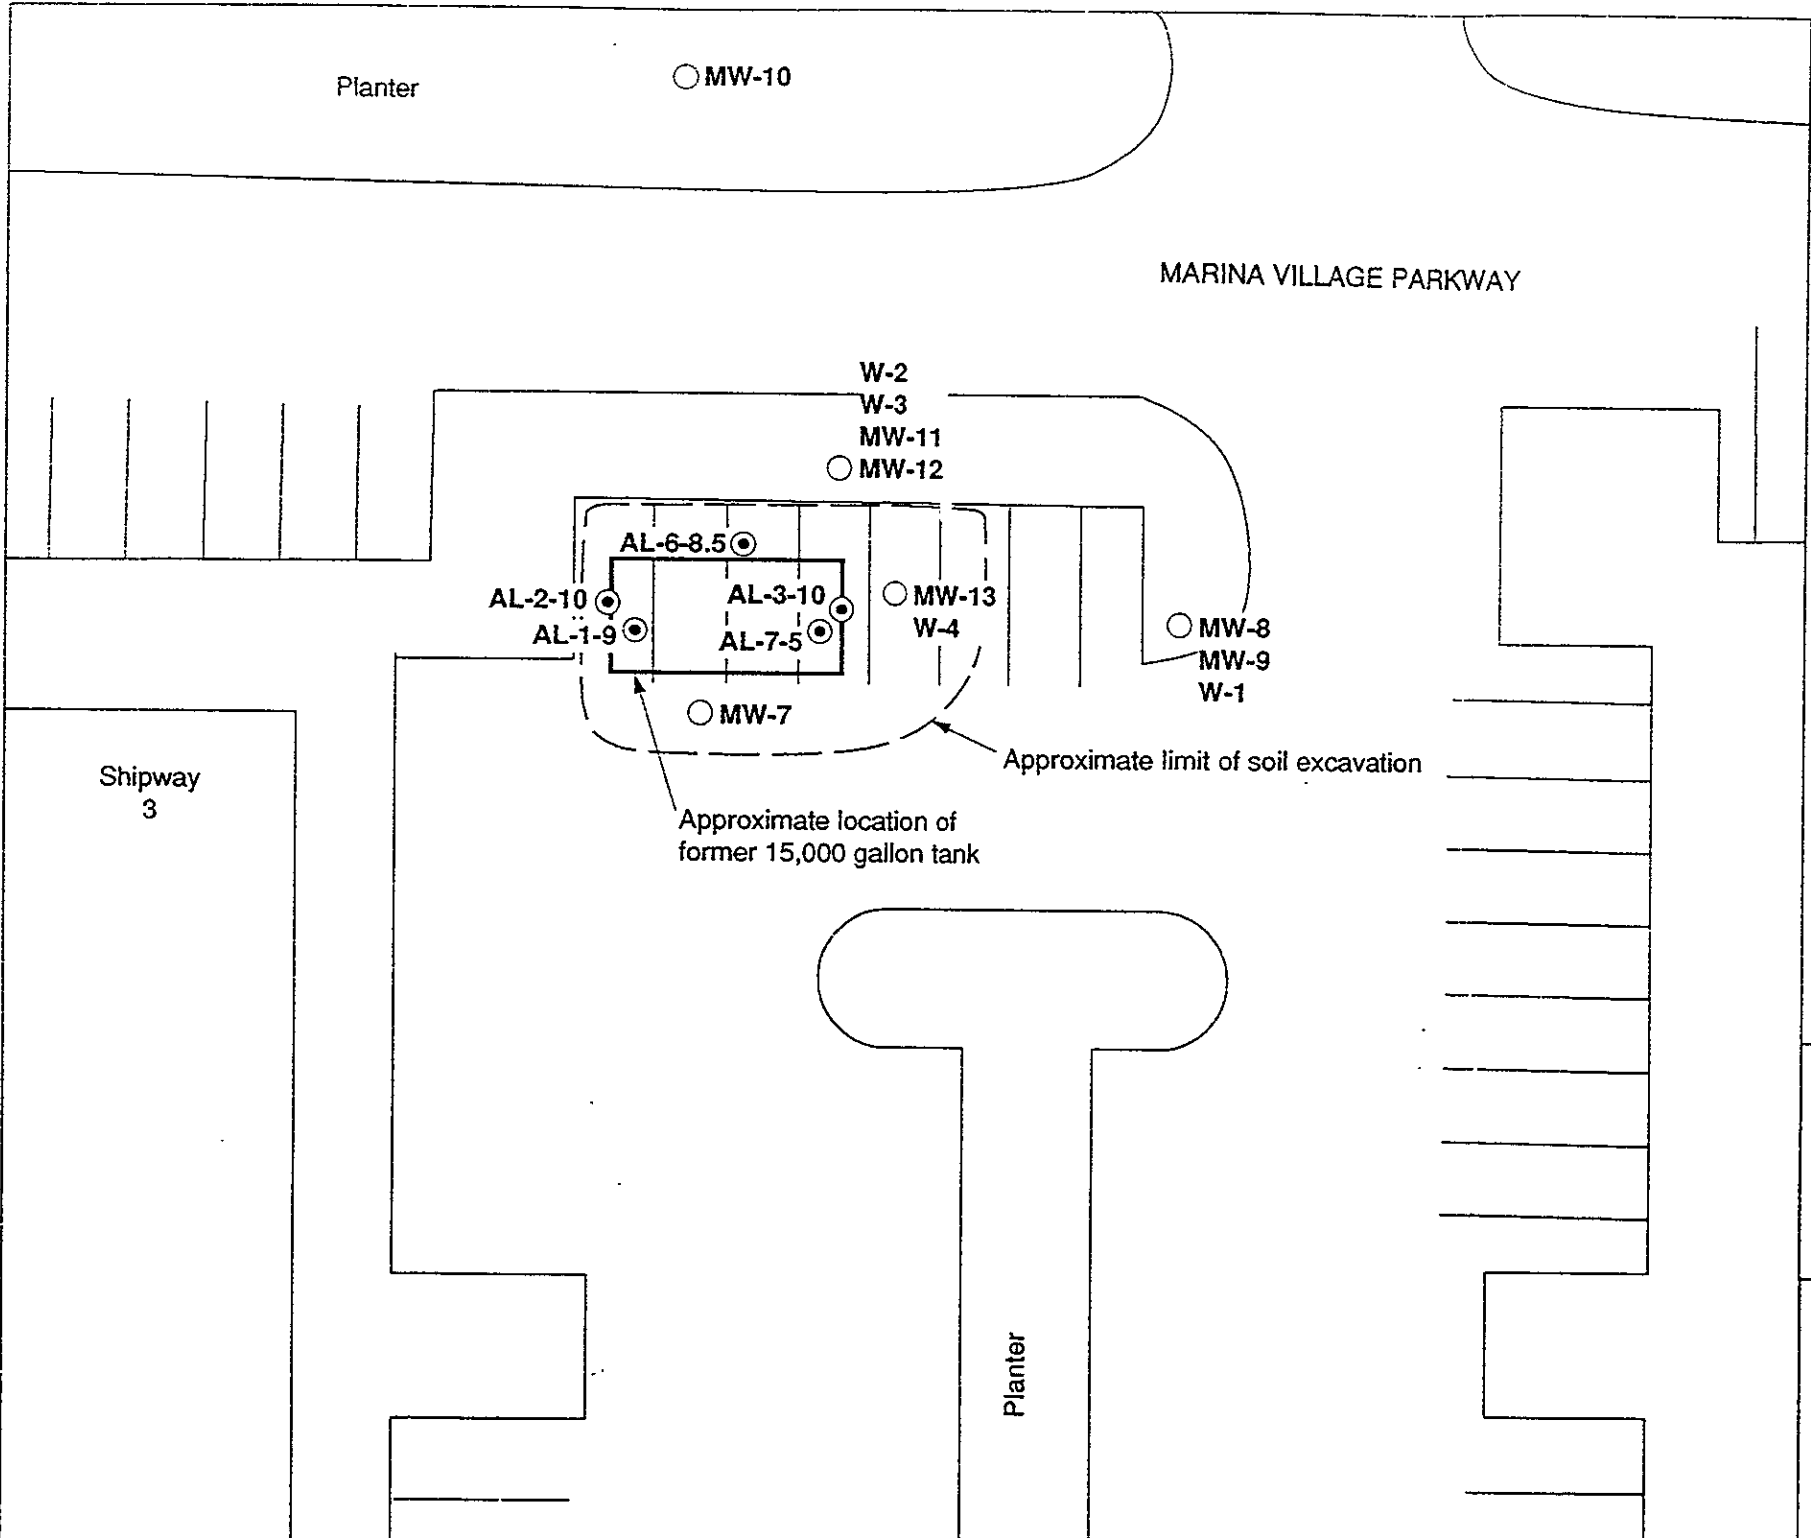 Planter
MW-10
MARINA VILLAGE PARKWAY
W-2
W-3
MW-11
MW-12
AL-6-8.5
AL-2-10
AL-3-10
MW-13
AL-1-9
AL-7-5
W-4
MW-8
MW-9
W-1
MW-7
Approximate limit of soil excavation
Shipway
3
Approximate location of
former 15,000 gallon tank
Planter